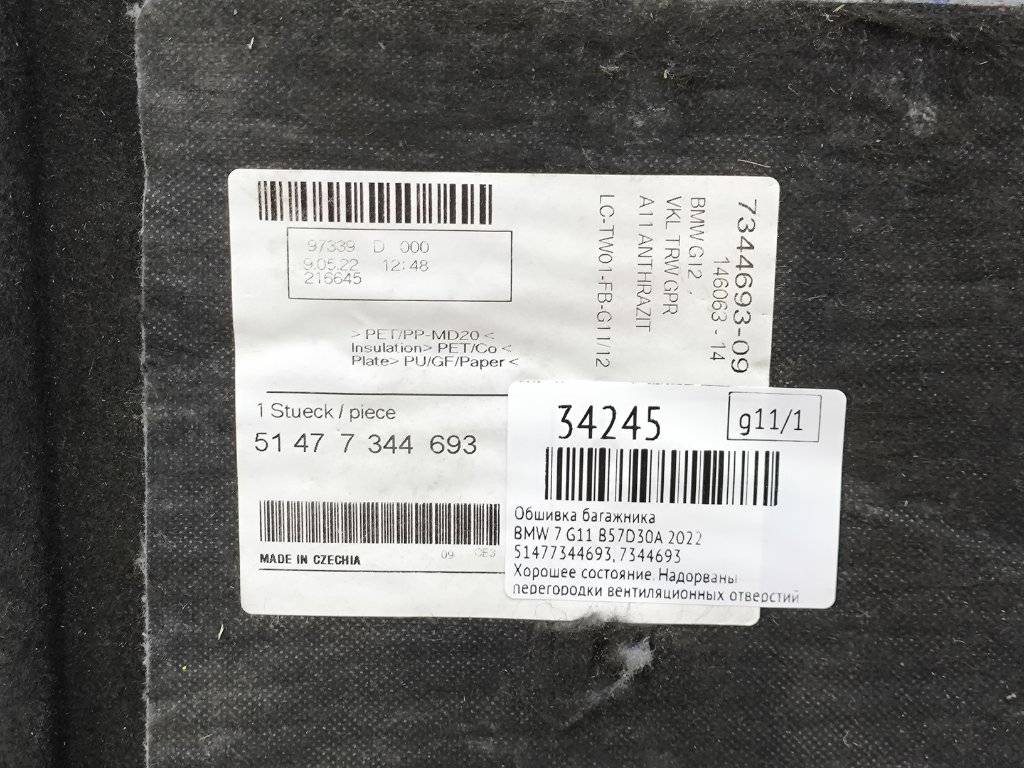 97339 D 000
9.05.22 12:48
216645
>PET/PP-MD20<
Insulation> PET/Co<
Plate> PU/GF/Paper<
1 Stueck / piece
51 47 7 344 693
MADE IN CZECHIA
09 CE3
7344693-09
146063-14
BMW G12 ,
VKL TRW GPR
A11 ANTHRAZIT
LC-TW01-FB-G11/12
34245
g11/1
Обшивка багажника
BMW 7 G11 B57D30A 2022
51477344693, 7344693
Хорошее состояние. Надорваны
перегородки вентиляционных отверстий